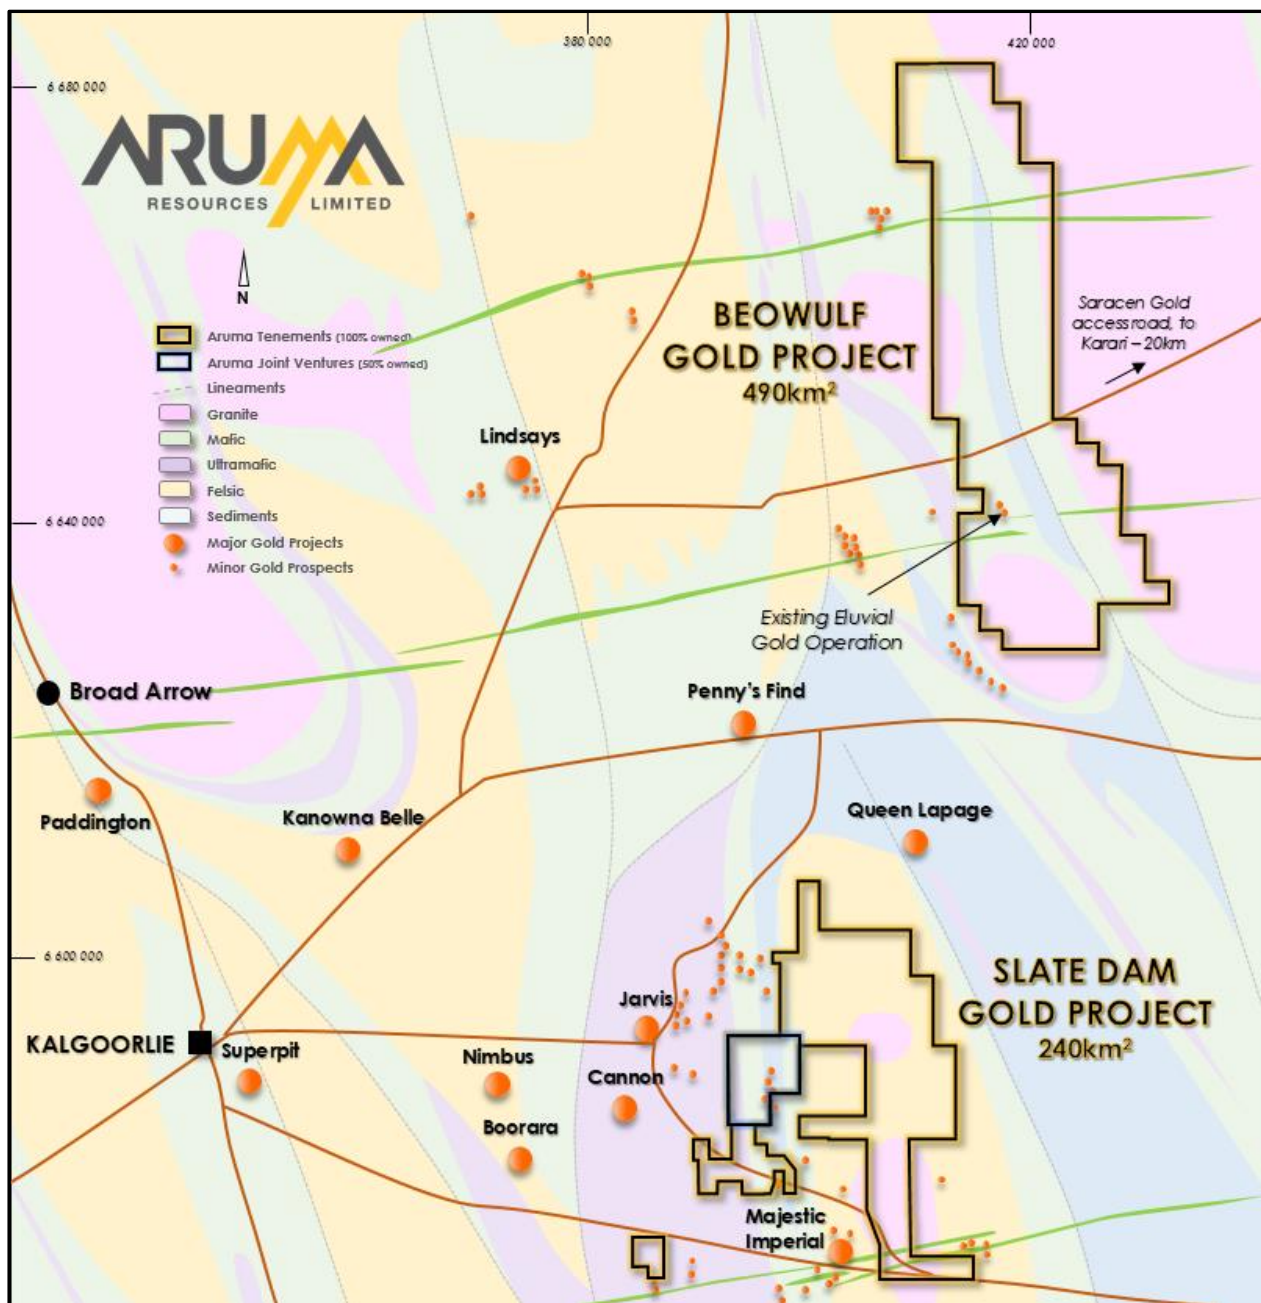 380 000
420 000
6 680 000
ARUMA
RESOURCES LIMITED
N
Aruma Tenements (100% owned)
Aruma Joint Ventures (50% owned)
Lineaments
Granite
Mafic
Ultramafic
Felsic
Sediments
Major Gold Projects
Minor Gold Prospects
BEOWULF
GOLD PROJECT
490km²
Saracen Gold
access road, to
Karari – 20km
Lindsays
6 640 000
Existing Eluvial
Gold Operation
Broad Arrow
Penny's Find
Paddington
Kanowna Belle
Queen Lapage
6 600 000
SLATE DAM
GOLD PROJECT
240km²
Jarvis
KALGOORLIE
Superpit
Nimbus
Cannon
Boorara
Majestic
Imperial